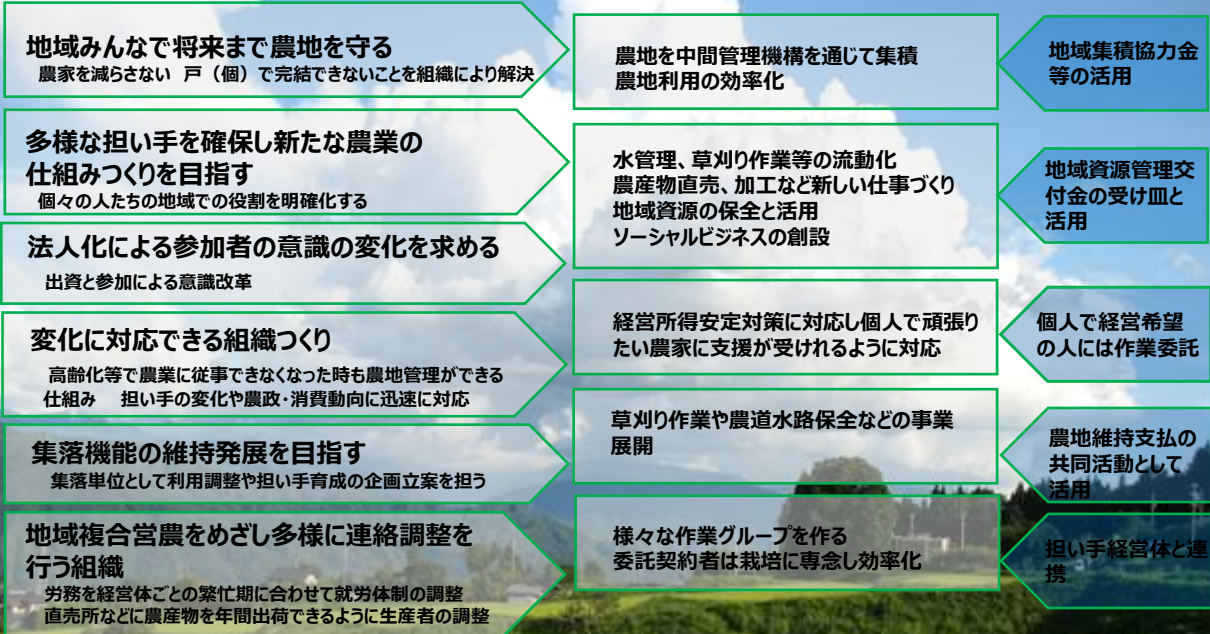 地域みんなで将来まで農地を守る
農家を減らさない 戸（個）で完結できないことを組織により解決
多様な担い手を確保し新たな農業の
仕組みつくりを目指す
個々の人たちの地域での役割を明確化する
法人化による参加者の意識の変化を求める
出資と参加による意識改革
変化に対応できる組織つくり
高齢化等で農業に従事できなくなった時も農地管理ができる
仕組み 担い手の変化や農政・消費動向に迅速に対応
集落機能の維持発展を目指す
集落単位として利用調整や担い手育成の企画立案を担う
地域複合営農をめざし多様に連絡調整を
行う組織
労務を経営体ごとの繁忙期に合わせて就労体制の調整
直売所などに農産物を年間出荷できるように生産者の調整
農地を中間管理機構を通じて集積
農地利用の効率化
水管理、草刈り作業等の流動化
農産物直売、加工など新しい仕事づくり
地域資源の保全と活用
ソーシャルビジネスの創設
経営所得安定対策に対応し個人で頑張り
たい農家に支援が受けれるように対応
草刈り作業や農道水路保全などの事業
展開
様々な作業グループを作る
委託契約者は栽培に専念し効率化
地域集積協力金
等の活用
地域資源管理交
付金の受け皿と
活用
個人で経営希望
の人には作業委託
農地維持支払の
共同活動として
活用
担い手経営体と連
携